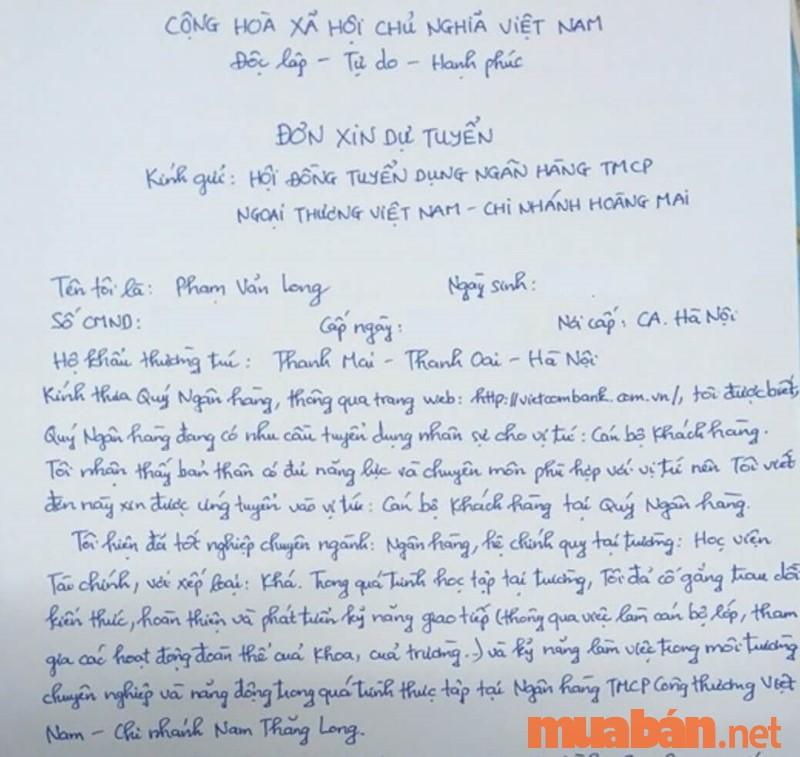 CỘNG HOÀ XÃ HỘI CHỦ NGHĨA VIỆT NAM
Độc lập - Tự do - Hạnh phúc
ĐƠN XIN DỰ TUYỂN
Kính gửi: HỘI ĐỒNG TUYỂN DỤNG NGÂN HÀNG TMCP
NGOẠI THƯƠNG VIỆT NAM - CHI NHÁNH HOÀNG MAI
Tên tôi là: Phạm Văn Long Ngày sinh:
Số CMND: Cấp ngày: Nơi cấp: CA. Hà Nội
Hộ khẩu thường trú: Thanh Mai - Thanh Oai - Hà Nội
Kính thưa Quý Ngân hàng, thông qua trang web: http://vietcombank.com.vn/, tôi được biết
Quý Ngân hàng đang có nhu cầu tuyển dụng nhân sự cho vị trí: Cán bộ Khách hàng.
Tôi nhận thấy bản thân có đủ năng lực và chuyên môn phù hợp với vị trí nên Tôi viết
đơn này xin được ứng tuyển vào vị trí: Cán bộ Khách hàng tại Quý Ngân hàng.
Tôi hiện đã tốt nghiệp chuyên ngành: Ngân hàng, hệ chính quy tại trường: Học viện
Tài chính, với xếp loại: Khá. Trong quá trình học tập tại trường, Tôi đã cố gắng trau dồi
kiến thức, hoàn thiện và phát triển kỹ năng giao tiếp (thông qua việc làm cán bộ lớp, tham
gia các hoạt động đoàn thể của Khoa, của trường..) và kỹ năng làm việc trong môi trường
chuyên nghiệp và năng động trong quá trình thực tập tại Ngân hàng TMCP Công thương Việt
Nam - Chi nhánh Nam Thăng Long.
muabán.net